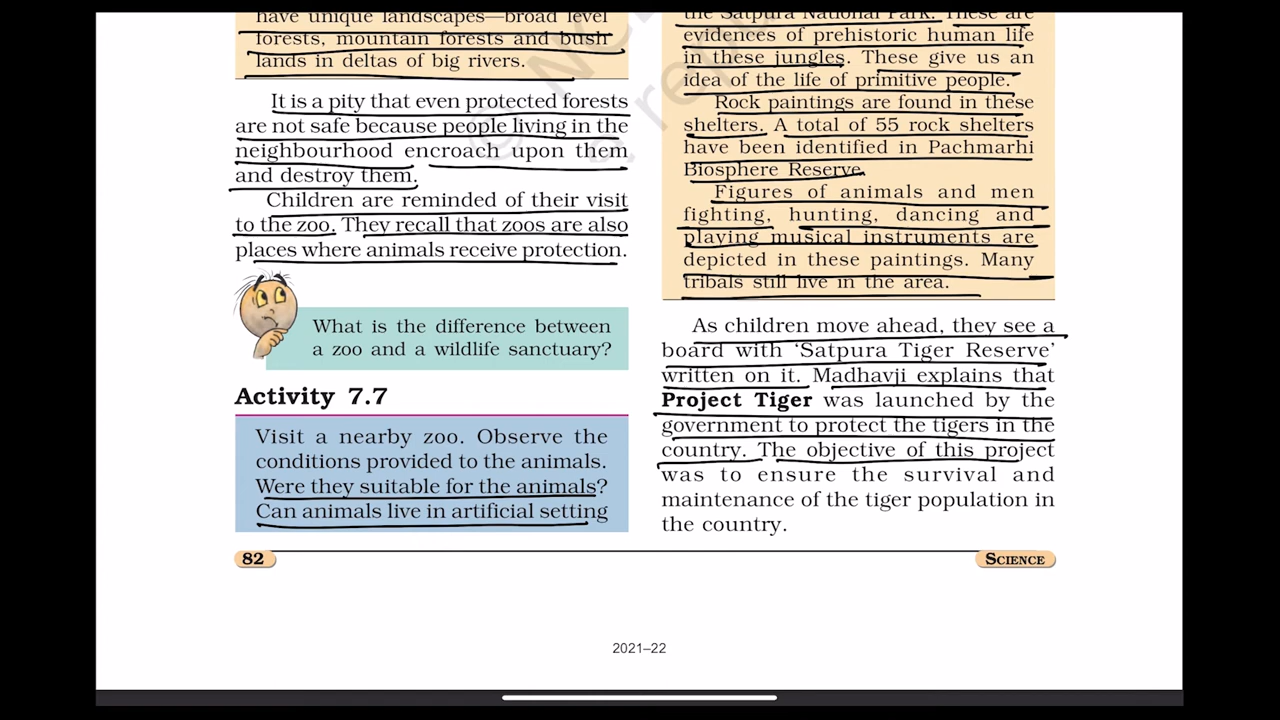 have unique landscapes—broad level
forests, mountain forests and bush
lands in deltas of big rivers.
It is a pity that even protected forests
are not safe because people living in the
neighbourhood encroach upon them
and destroy them.
Children are reminded of their visit
to the zoo. They recall that zoos are also
places where animals receive protection.
What is the difference between
a zoo and a wildlife sanctuary?
Activity 7.7
Visit a nearby zoo. Observe the
conditions provided to the animals.
Were they suitable for the animals?
Can animals live in artificial setting
the Satpura National Park. These are
evidences of prehistoric human life
in these jungles. These give us an
idea of the life of primitive people.
Rock paintings are found in these
shelters. A total of 55 rock shelters
have been identified in Pachmarhi
Biosphere Reserve.
Figures of animals and men
fighting, hunting, dancing and
playing musical instruments are
depicted in these paintings. Many
tribals still live in the area.
As children move ahead, they see a
board with ‘Satpura Tiger Reserve’
written on it. Madhavji explains that
Project Tiger was launched by the
government to protect the tigers in the
country. The objective of this project
was to ensure the survival and
maintenance of the tiger population in
the country.
82
SCIENCE
2021–22